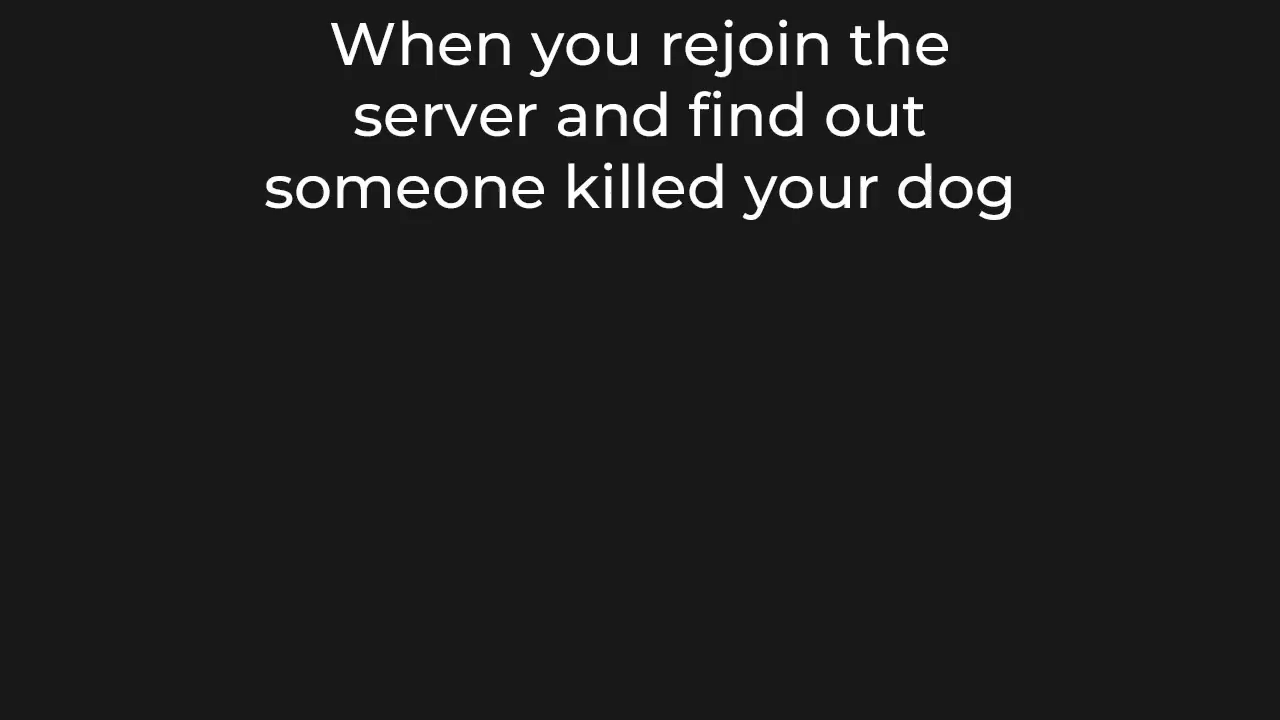 When you rejoin the
server and find out
someone killed your dog